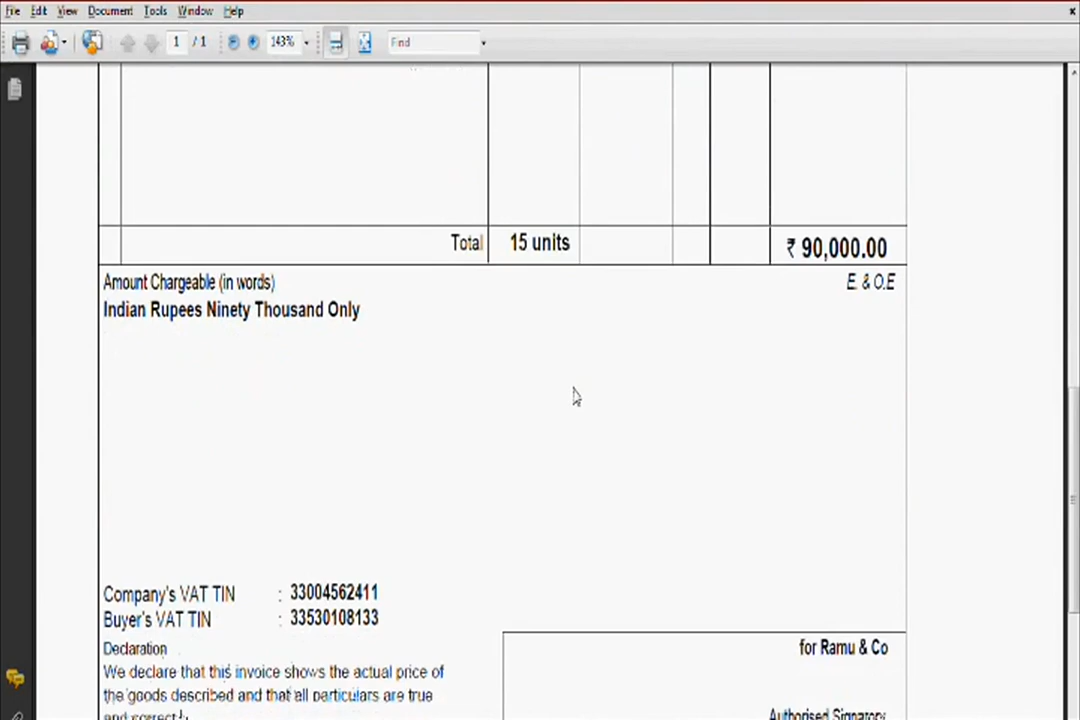 File Edit View Document Tools Window Help
1 / 1 143% Find
Total 15 units ₹ 90,000.00
Amount Chargeable (in words) E. & O.E
Indian Rupees Ninety Thousand Only
Company's VAT TIN : 33004562411
Buyer's VAT TIN : 33530108133
Declaration
for Ramu & Co
We declare that this invoice shows the actual price of
the goods described and that all particulars are true
and correct.
Authorised Signatory